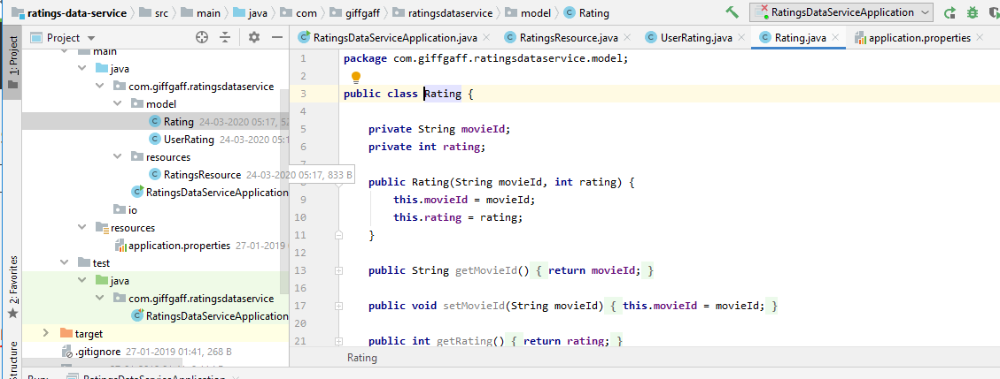 ratings-data-service src main java com giffgaff ratingsdataservice model Rating RatingsDataServiceApplication
1: Project
Project
RatingsDataServiceApplication.java RatingsResource.java UserRating.java Rating.java application.properties
main
java
com.giffgaff.ratingsdataservice
model
Rating 24-03-2020 05:17, 52
UserRating 24-03-2020 05:1
resources
RatingsResource 24-03-2020 05:17, 833 B
RatingsDataServiceApplication
io
resources
application.properties 27-01-2019
test
java
com.giffgaff.ratingsdataservice
RatingsDataServiceApplication
target
.gitignore 27-01-2019 01:41, 268 B
2: Favorites
Structure
1 package com.giffgaff.ratingsdataservice.model;
2
3 public class Rating {
4
5 private String movieId;
6 private int rating;
7
8 public Rating(String movieId, int rating) {
9 this.movieId = movieId;
10 this.rating = rating;
11 }
12
13 public String getMovieId() { return movieId; }
16
17 public void setMovieId(String movieId) { this.movieId = movieId; }
20
21 public int getRating() { return rating; }
Rating
Run: RatingsDataServiceApplication